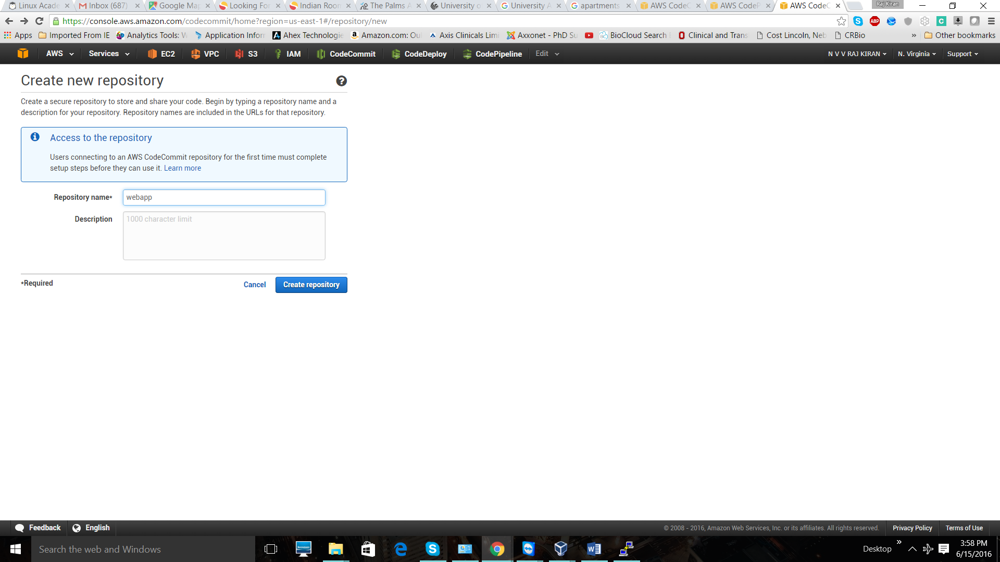 Linux Acade
Inbox (687)
Google Map
Looking For
Indian Room
The Palms A
University o
University A
apartments
AWS CodeC
AWS CodeP
AWS CodeC
Raj Kiran
https://console.aws.amazon.com/codecommit/home?region=us-east-1#/repository/new
ABP
C
Apps
Imported From IE
Analytics Tools: W
Application Inform
Ahex Technologie
Amazon.com: Ou
Axis Clinicals Limi
Axxonet - PhD Su
BioCloud Search
Clinical and Trans
Cost Lincoln, Neb
CRBio
»
Other bookmarks
AWS
Services
EC2
VPC
S3
IAM
CodeCommit
CodeDeploy
CodePipeline
Edit
N V V RAJ KIRAN
N. Virginia
Support
Create new repository
?
Create a secure repository to store and share your code. Begin by typing a repository name and a
description for your repository. Repository names are included in the URLs for that repository.
Access to the repository
Users connecting to an AWS CodeCommit repository for the first time must complete
setup steps before they can use it. Learn more
Repository name*
webapp
Description
1000 character limit
*Required
Cancel
Create repository
Feedback
English
© 2008 - 2016, Amazon Web Services, Inc. or its affiliates. All rights reserved.
Privacy Policy
Terms of Use
Search the web and Windows
Desktop
»
3:58 PM
6/15/2016